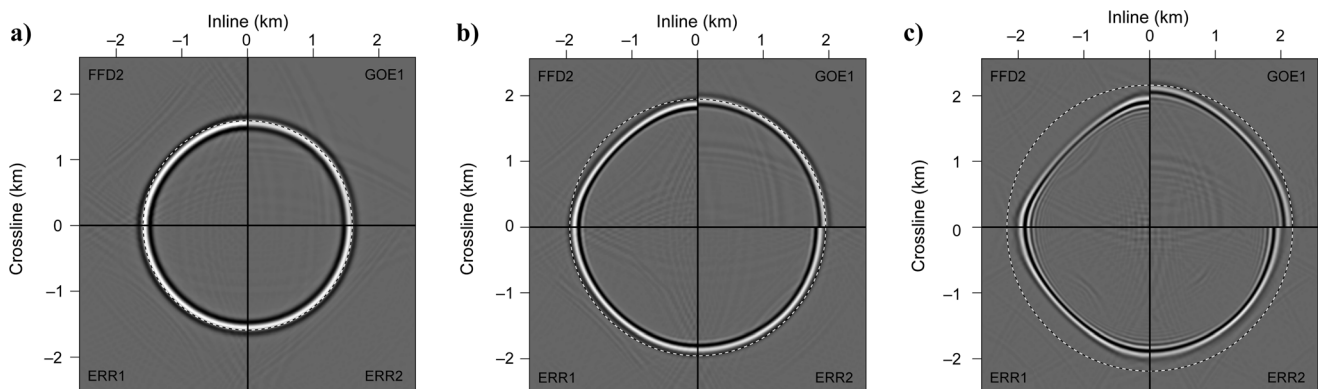 a)
Inline (km)
−2 −1 0 1 2
Crossline (km)
2
1
0
−1
−2
FFD2
GOE1
ERR1
ERR2
b)
Inline (km)
−2 −1 0 1 2
Crossline (km)
2
1
0
−1
−2
FFD2
GOE1
ERR1
ERR2
c)
Inline (km)
−2 −1 0 1 2
Crossline (km)
2
1
0
−1
−2
FFD2
GOE1
ERR1
ERR2